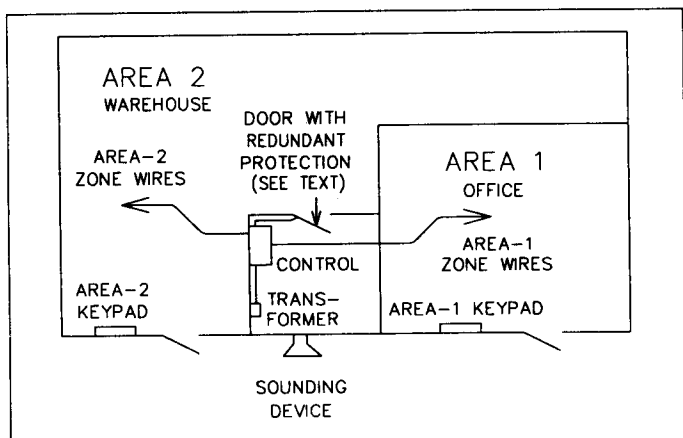 AREA 2
WAREHOUSE
DOOR WITH
REDUNDANT
PROTECTION
(SEE TEXT)
AREA-2
ZONE WIRES
AREA 1
OFFICE
AREA-1
ZONE WIRES
CONTROL
AREA-2
KEYPAD
TRANS-
FORMER
AREA-1 KEYPAD
SOUNDING
DEVICE